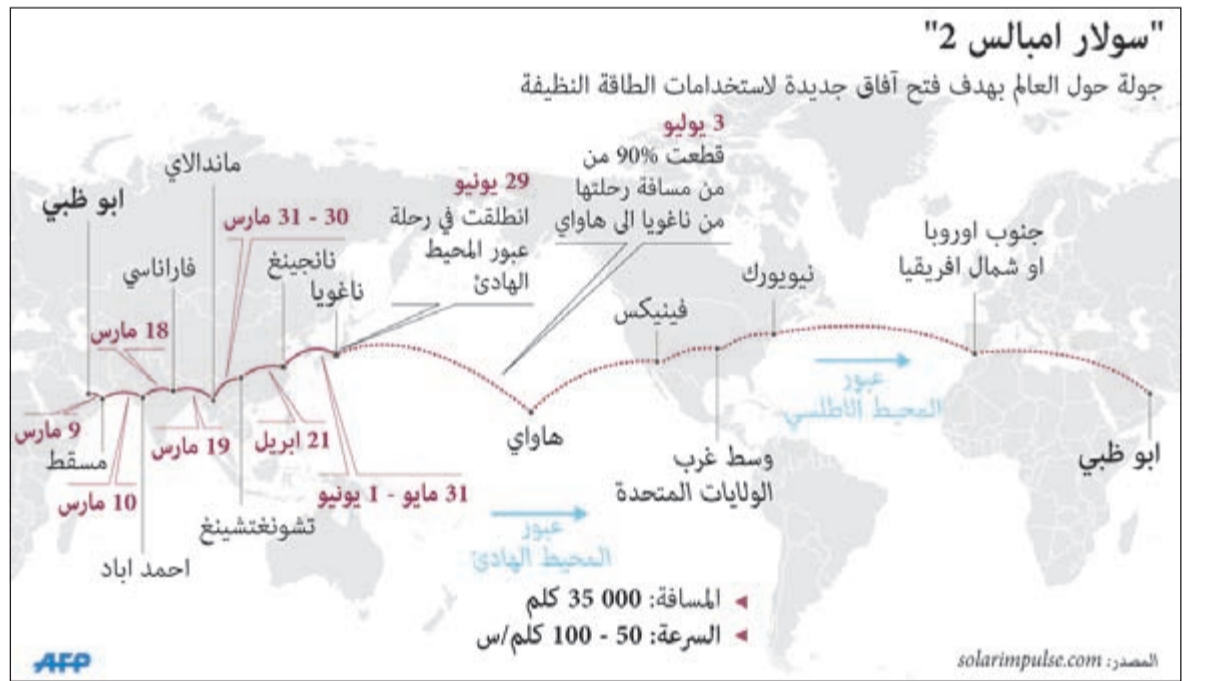 "سولار امبالس 2"
جولة حول العالم بهدف فتح آفاق جديدة لاستخدامات الطاقة النظيفة
3 يوليو
قطعت 90% من
من مسافة رحلتها
من ناغويا الى هاواي
29 يونيو
انطلقت في رحلة
عبور المحيط
الهادئ
ماندالاي
ابو ظبي
30 - 31 مارس
فاراناسي
نانجينغ
ناغويا
جنوب اوروبا
او شمال افريقيا
نيويورك
فينيكس
18 مارس
9 مارس
مسقط
10 مارس
19 مارس
21 ابريل
31 مايو - 1 يونيو
تشونغتشينغ
احمد اباد
هاواي
وسط غرب
الولايات المتحدة
عبور
المحيط الاطلسي
ابو ظبي
عبور
المحيط الهادئ
المسافة: 000 35 كلم
السرعة: 50 - 100 كلم/س
AFP
المصدر: solarimpulse.com